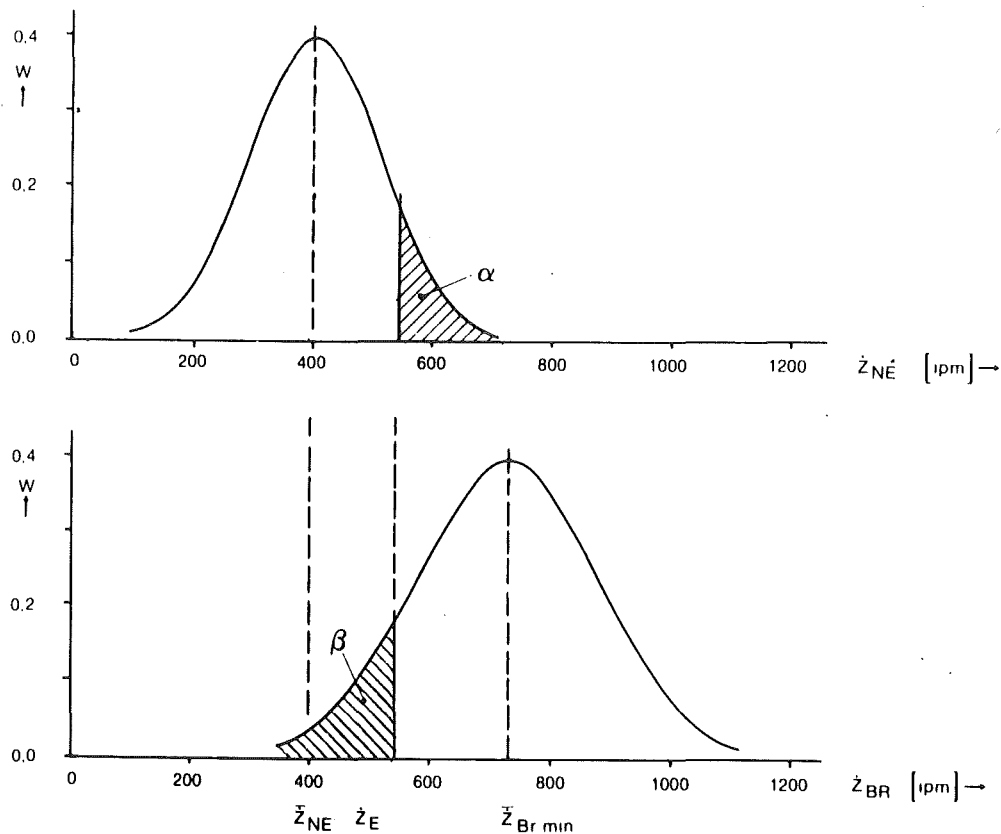 0.4
W
↑
0.2
0.0
α
0 200 400 600 800 1000 1200 Ż_NE [ipm] →
0.4
W
↑
0.2
0.0
β
0 200 400 600 800 1000 1200 Ż_BR [ipm] →
Z̄_NE Ż_E Z̄_Br min